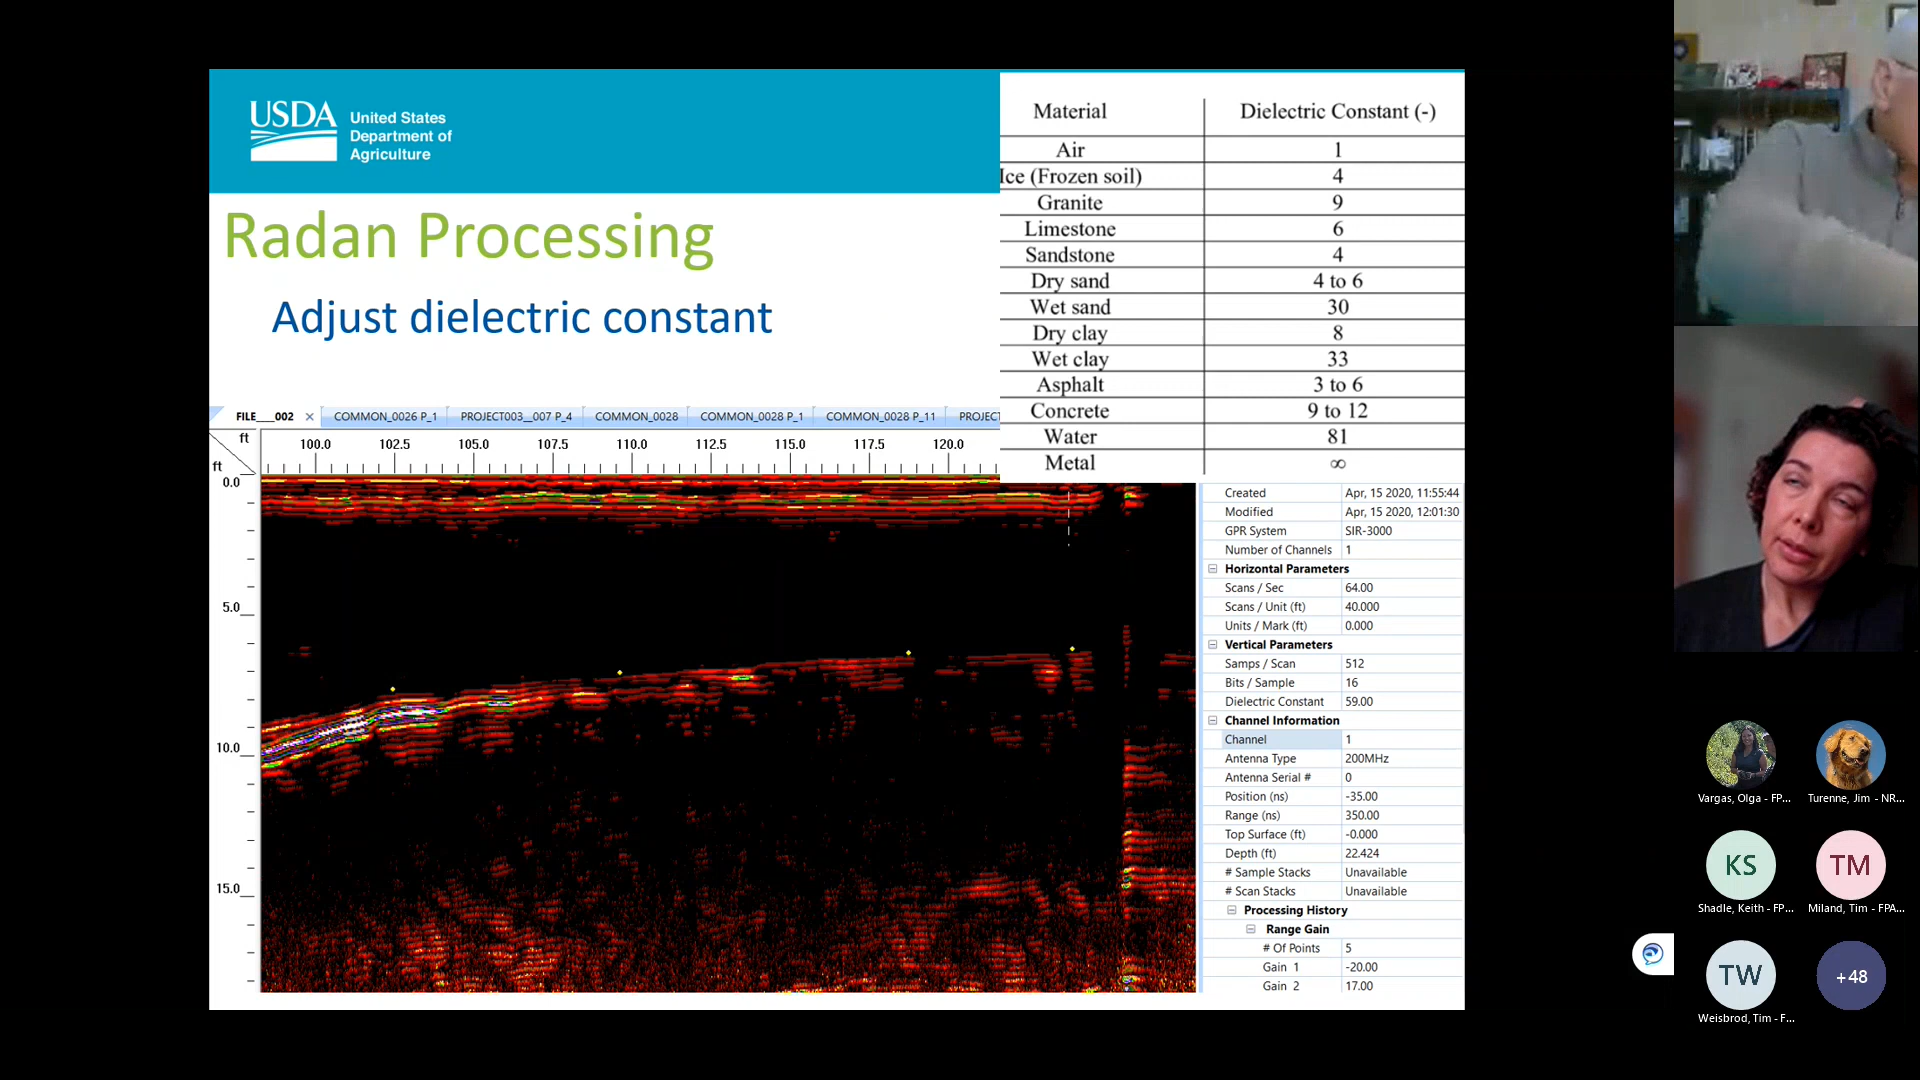 USDA
United States
Department of
Agriculture
Radan Processing
Adjust dielectric constant
Material Dielectric Constant (-)
Air 1
Ice (Frozen soil) 4
Granite 9
Limestone 6
Sandstone 4
Dry sand 4 to 6
Wet sand 30
Dry clay 8
Wet clay 33
Asphalt 3 to 6
Concrete 9 to 12
Water 81
Metal ∞
FILE___002 COMMON_0026 P_1 PROJECT003__007 P_4 COMMON_0028 COMMON_0028 P_1 COMMON_0028 P_11 PROJECT
ft 100.0 102.5 105.0 107.5 110.0 112.5 115.0 117.5 120.0
ft
0.0
5.0
10.0
15.0
Created Apr, 15 2020, 11:55:44
Modified Apr, 15 2020, 12:01:30
GPR System SIR-3000
Number of Channels 1
Horizontal Parameters
Scans / Sec 64.00
Scans / Unit (ft) 40.000
Units / Mark (ft) 0.000
Vertical Parameters
Samps / Scan 512
Bits / Sample 16
Dielectric Constant 59.00
Channel Information
Channel 1
Antenna Type 200MHz
Antenna Serial # 0
Position (ns) -35.00
Range (ns) 350.00
Top Surface (ft) -0.000
Depth (ft) 22.424
# Sample Stacks Unavailable
# Scan Stacks Unavailable
Processing History
Range Gain
# Of Points 5
Gain 1 -20.00
Gain 2 17.00
Vargas, Olga - FP... Turenne, Jim - NR...
KS TM
Shadle, Keith - FP... Miland, Tim - FPA...
TW +48
Weisbrod, Tim - F...